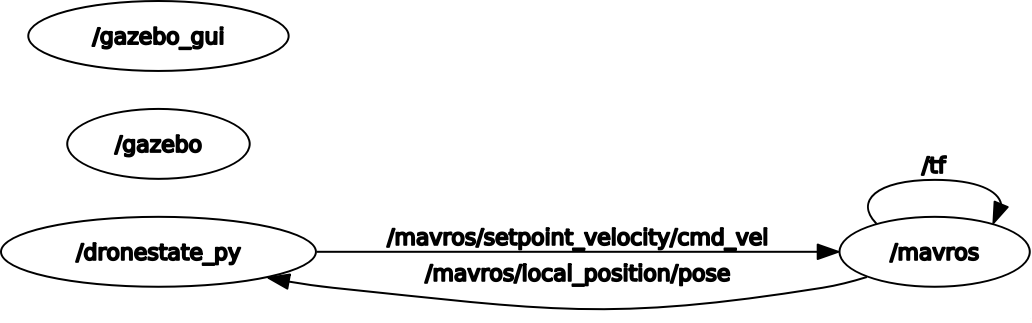 /gazebo_gui
/gazebo
/tf
/dronestate_py
/mavros/setpoint_velocity/cmd_vel
/mavros
/mavros/local_position/pose